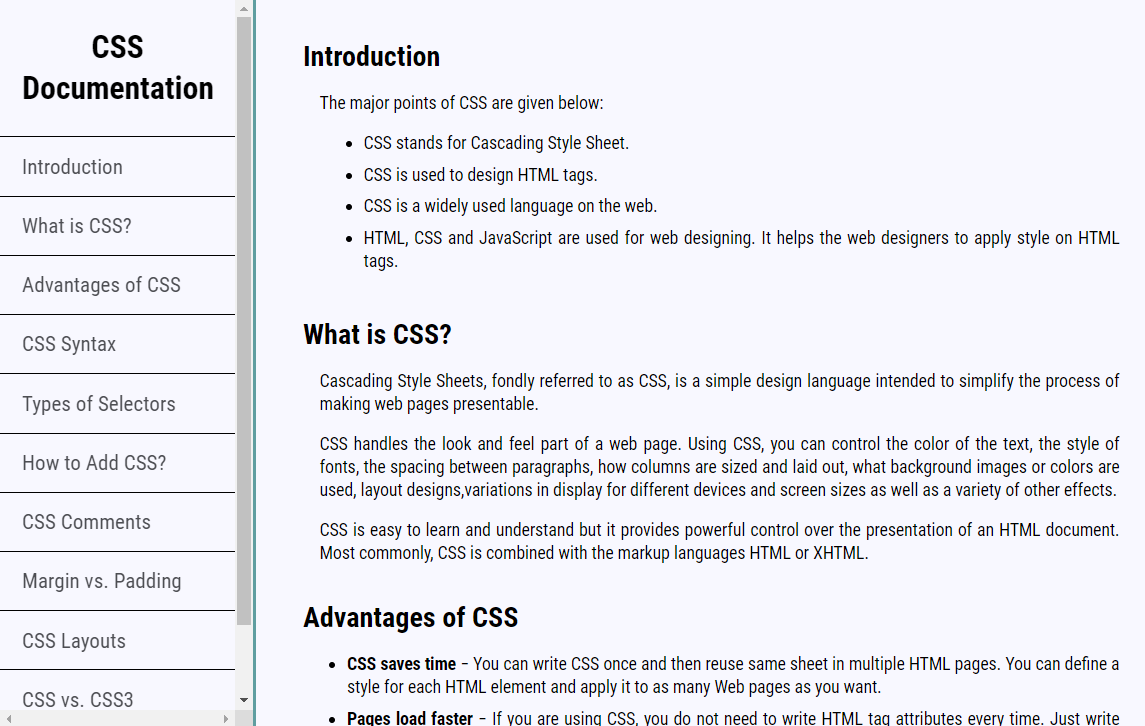 CSS
Documentation
Introduction
What is CSS?
Advantages of CSS
CSS Syntax
Types of Selectors
How to Add CSS?
CSS Comments
Margin vs. Padding
CSS Layouts
CSS vs. CSS3
Introduction
The major points of CSS are given below:
• CSS stands for Cascading Style Sheet.
• CSS is used to design HTML tags.
• CSS is a widely used language on the web.
• HTML, CSS and JavaScript are used for web designing. It helps the web designers to apply style on HTML
tags.
What is CSS?
Cascading Style Sheets, fondly referred to as CSS, is a simple design language intended to simplify the process of
making web pages presentable.
CSS handles the look and feel part of a web page. Using CSS, you can control the color of the text, the style of
fonts, the spacing between paragraphs, how columns are sized and laid out, what background images or colors are
used, layout designs,variations in display for different devices and screen sizes as well as a variety of other effects.
CSS is easy to learn and understand but it provides powerful control over the presentation of an HTML document.
Most commonly, CSS is combined with the markup languages HTML or XHTML.
Advantages of CSS
• CSS saves time – You can write CSS once and then reuse same sheet in multiple HTML pages. You can define a
style for each HTML element and apply it to as many Web pages as you want.
• Pages load faster – If you are using CSS, you do not need to write HTML tag attributes every time. Just write